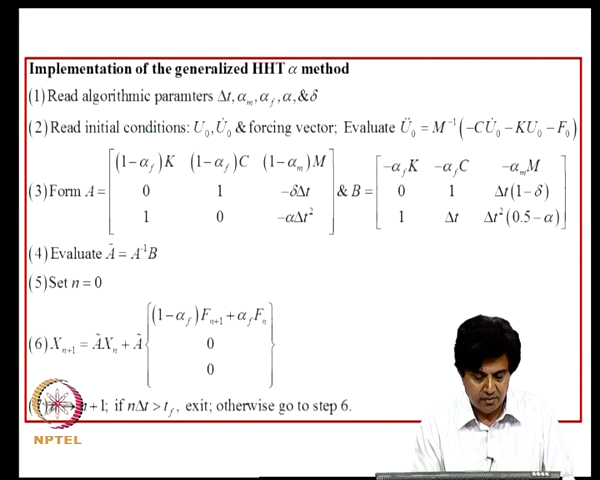 Implementation of the generalized HHT α method
(1) Read algorithmic paramters Δt, α_m, α_f, α, & δ
(2) Read initial conditions: U_0, U̇_0 & forcing vector; Evaluate Ü_0 = M^{-1}(-CU̇_0 - KU_0 - F_0)
(3) Form A = [(1-α_f)K (1-α_f)C (1-α_m)M; 0 1 -δΔt; 1 0 -αΔt^2] & B = [-α_f K -α_f C -α_m M; 0 1 Δt(1-δ); 1 Δt Δt^2(0.5-α)]
(4) Evaluate Ã = A^{-1}B
(5) Set n = 0
(6) X_{n+1} = ÃX_n + Ã{(1-α_f)F_{n+1} + α_f F_n; 0; 0}
n+1; if nΔt > t_f, exit; otherwise go to step 6.
NPTEL